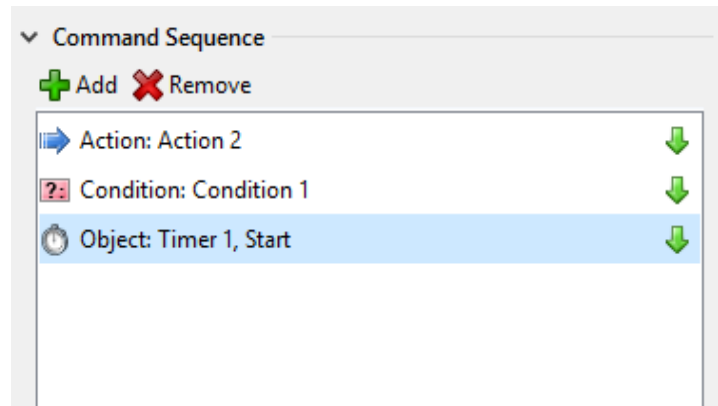 Command Sequence
Add Remove
Action: Action 2
?: Condition: Condition 1
Object: Timer 1, Start